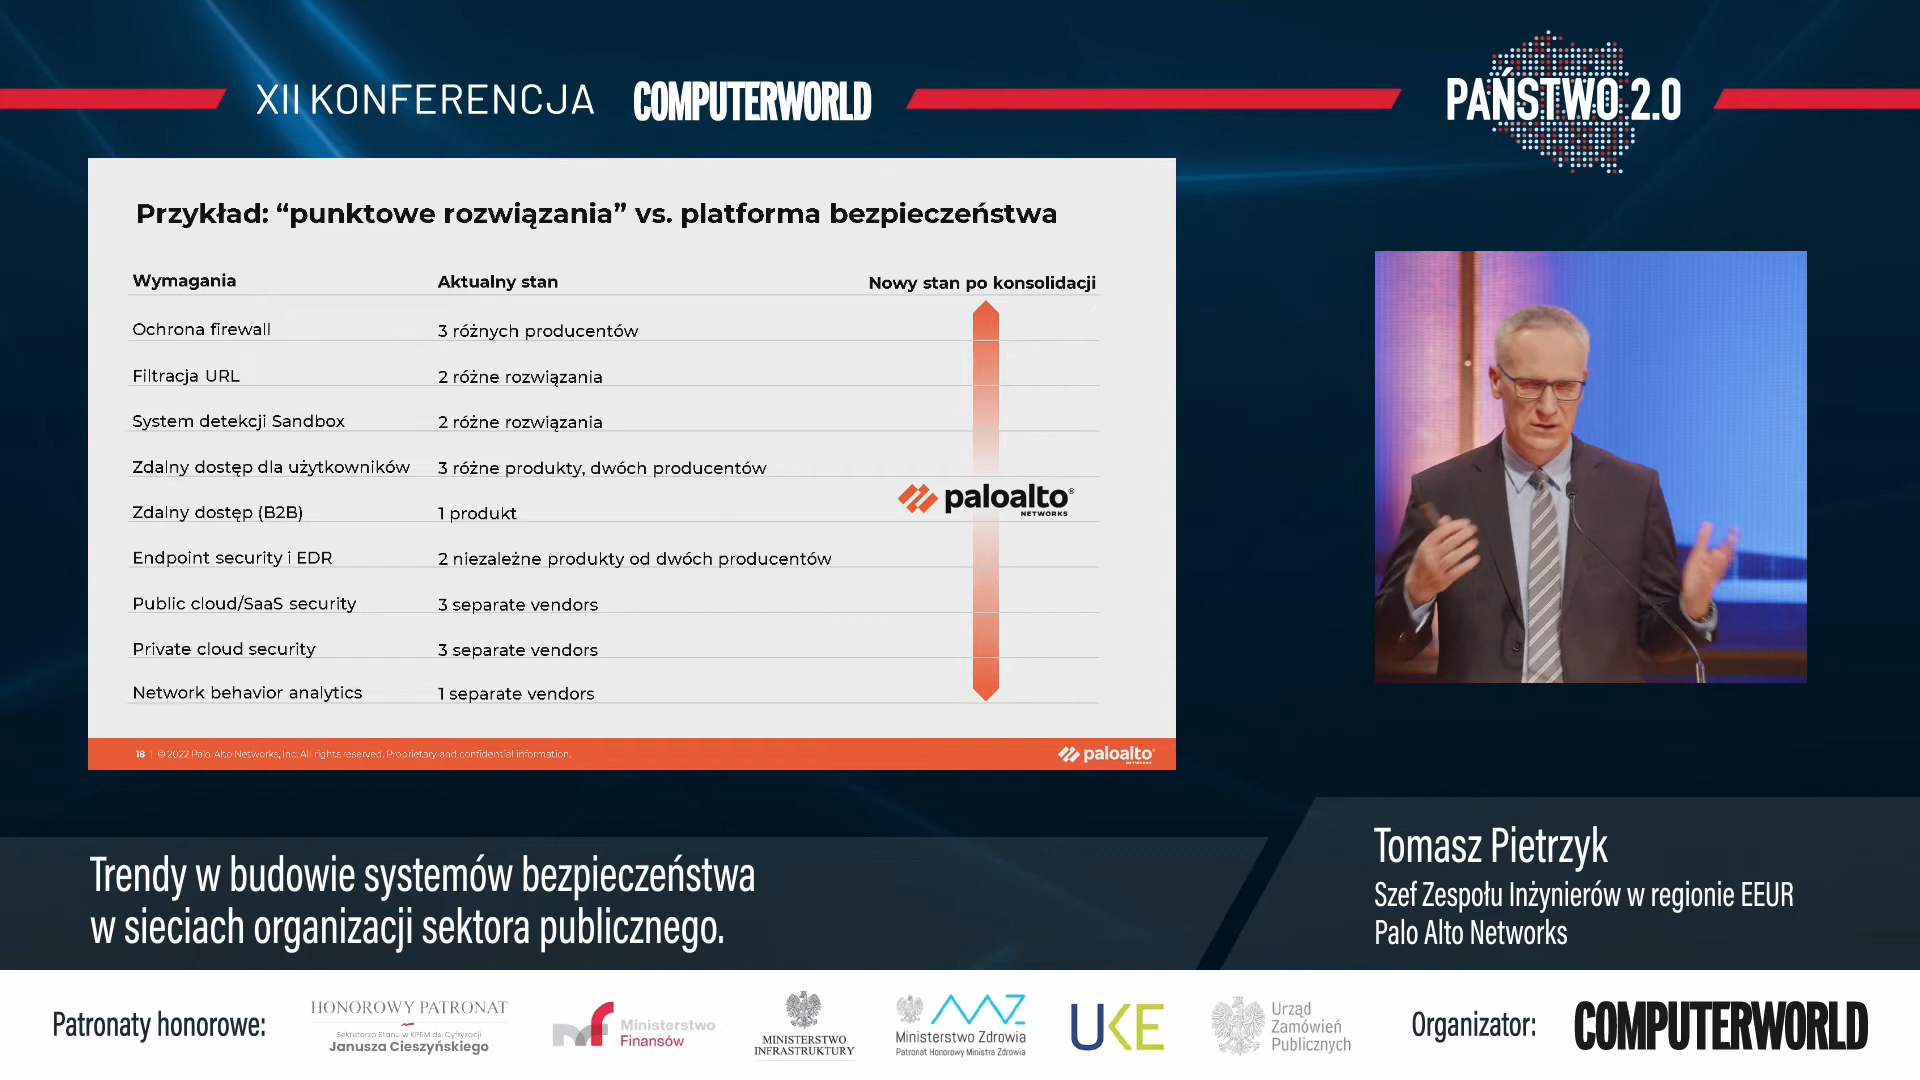 XII KONFERENCJA COMPUTERWORLD
PAŃSTWO 2.0
Przykład: “punktowe rozwiązania” vs. platforma bezpieczeństwa
Wymagania Aktualny stan Nowy stan po konsolidacji
Ochrona firewall 3 różnych producentów
Filtracja URL 2 różne rozwiązania
System detekcji Sandbox 2 różne rozwiązania
Zdalny dostęp dla użytkowników 3 różne produkty, dwóch producentów
paloalto®
NETWORKS
Zdalny dostęp (B2B) 1 produkt
Endpoint security i EDR 2 niezależne produkty od dwóch producentów
Public cloud/SaaS security 3 separate vendors
Private cloud security 3 separate vendors
Network behavior analytics 1 separate vendors
18 | © 2022 Palo Alto Networks, Inc. All rights reserved. Proprietary and confidential information.
paloalto®
NETWORKS
Trendy w budowie systemów bezpieczeństwa
w sieciach organizacji sektora publicznego.
Tomasz Pietrzyk
Szef Zespołu Inżynierów w regionie EEUR
Palo Alto Networks
Patronaty honorowe:
HONOROWY PATRONAT
Sekretarza Stanu w KPRM ds. Cyfryzacji
Janusza Cieszyńskiego
mf
Ministerstwo
Finansów
MINISTERSTWO
INFRASTRUKTURY
Ministerstwo Zdrowia
Patronat Honorowy Ministra Zdrowia
UKE
Urząd
Zamówień
Publicznych
Organizator:
COMPUTERWORLD